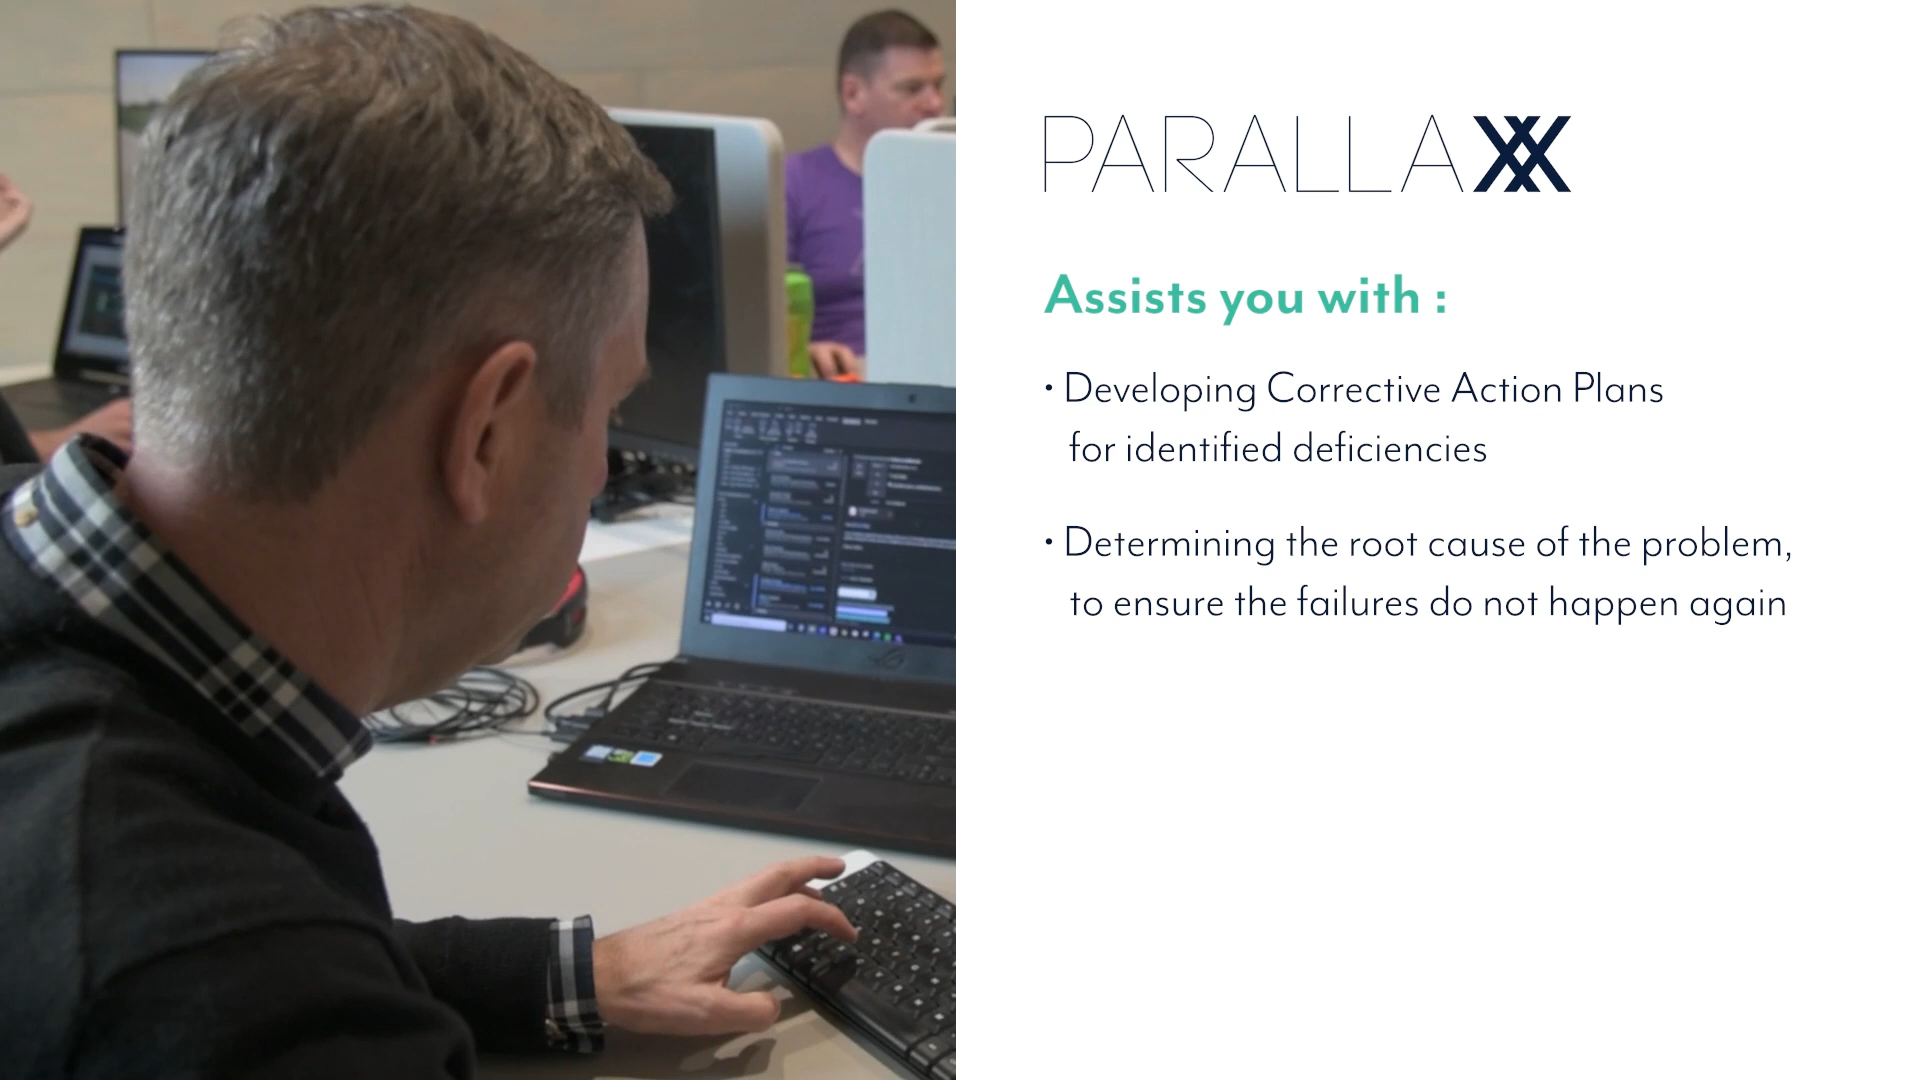 PARALLAXX
Assists you with :
• Developing Corrective Action Plans
for identified deficiencies
• Determining the root cause of the problem,
to ensure the failures do not happen again